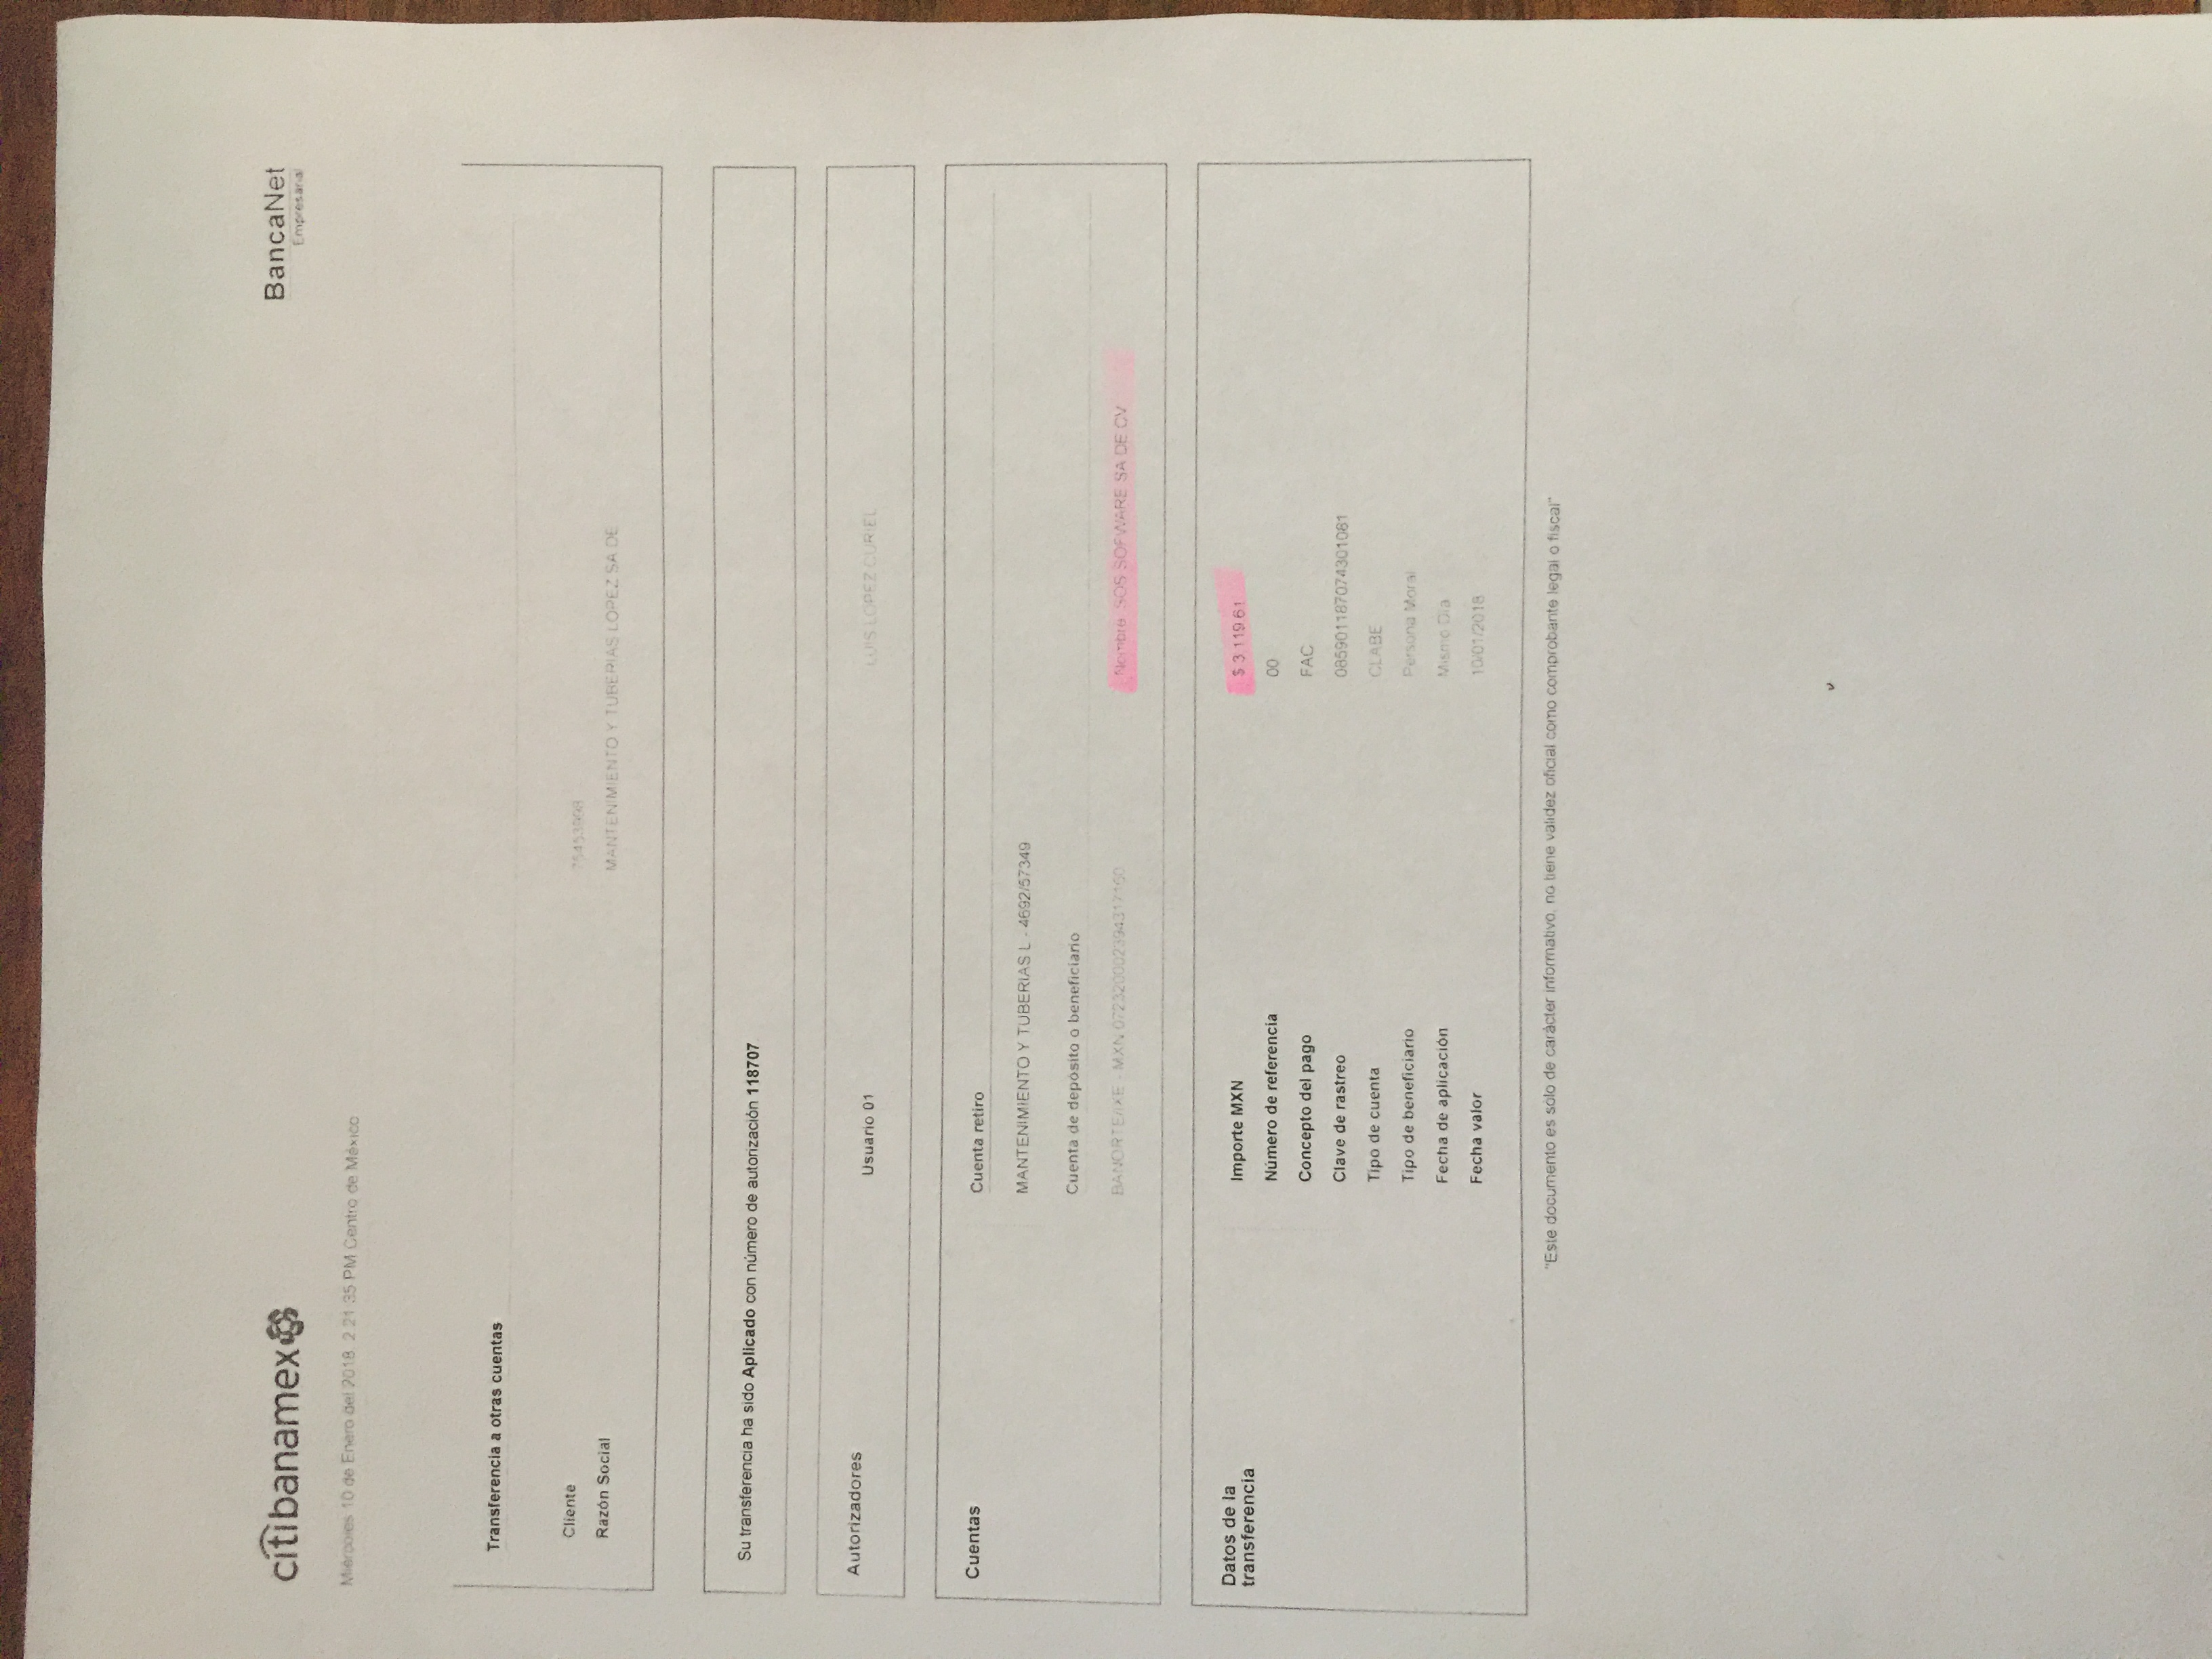 citibanamex
BancaNet
Empresarial
Miércoles 10 de Enero del 2018, 2:21:35 PM Centro de México
Transferencia a otras cuentas
Cliente 75453998
Razón Social MANTENIMIENTO Y TUBERIAS LOPEZ SA DE
Su transferencia ha sido Aplicado con número de autorización 118707
Autorizadores Usuario 01 LUIS LOPEZ CURIEL
Cuentas Cuenta retiro
MANTENIMIENTO Y TUBERIAS L - 4692/57349
Cuenta de depósito o beneficiario
BANORTE/IXE - MXN Nombre: SOS SOFWARE SA DE CV
Datos de la transferencia
Importe MXN $ 3,119.61
Número de referencia 00
Concepto del pago FAC
Clave de rastreo 085901187074301081
Tipo de cuenta CLABE
Tipo de beneficiario Persona Moral
Fecha de aplicación Mismo Día
Fecha valor 10/01/2018
"Este documento es sólo de carácter informativo, no tiene validez oficial como comprobante legal o fiscal"